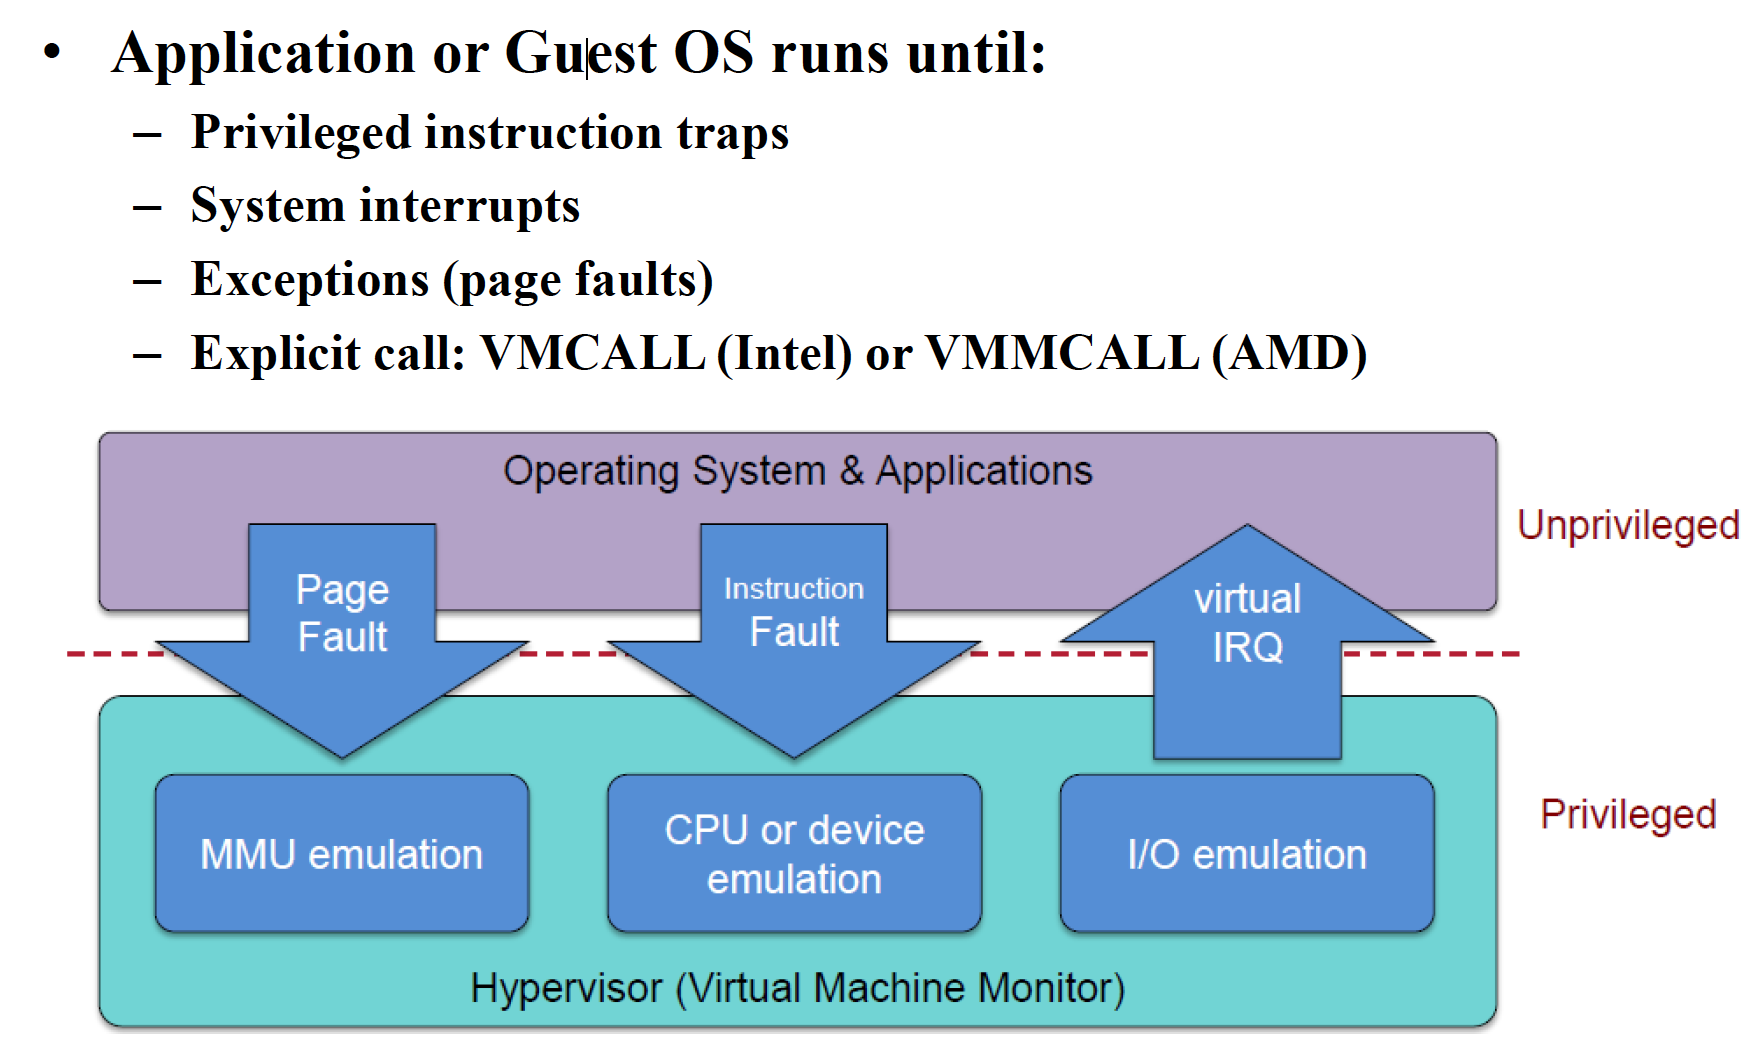 • Application or Guest OS runs until:
– Privileged instruction traps
– System interrupts
– Exceptions (page faults)
– Explicit call: VMCALL (Intel) or VMMCALL (AMD)
Operating System & Applications
Unprivileged
Page
Fault
Instruction
Fault
virtual
IRQ
Privileged
MMU emulation
CPU or device
emulation
I/O emulation
Hypervisor (Virtual Machine Monitor)